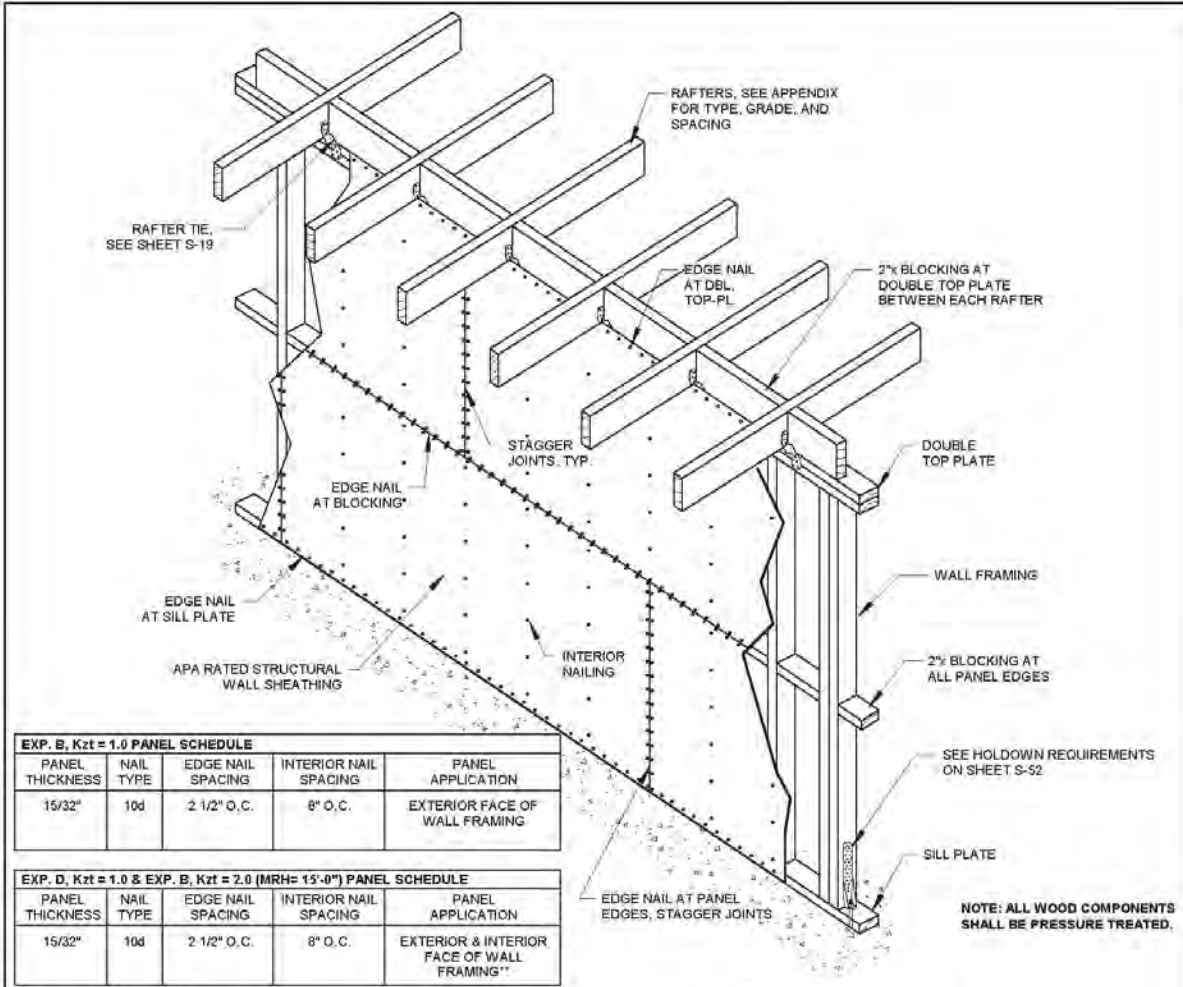 RAFTERS, SEE APPENDIX
FOR TYPE, GRADE, AND
SPACING
RAFTER TIE,
SEE SHEET S-19
EDGE NAIL
AT DBL.
TOP-PL.
2"x BLOCKING AT
DOUBLE TOP PLATE
BETWEEN EACH RAFTER
STAGGER
JOINTS, TYP.
DOUBLE
TOP PLATE
EDGE NAIL
AT BLOCKING
WALL FRAMING
EDGE NAIL
AT SILL PLATE
APA RATED STRUCTURAL
WALL SHEATHING
INTERIOR
NAILING
2"x BLOCKING AT
ALL PANEL EDGES
SEE HOLDOWN REQUIREMENTS
ON SHEET S-52
SILL PLATE
EDGE NAIL AT PANEL
EDGES, STAGGER JOINTS
NOTE: ALL WOOD COMPONENTS
SHALL BE PRESSURE TREATED.
EXP. B, Kzt = 1.0 PANEL SCHEDULE
PANEL THICKNESS NAIL TYPE EDGE NAIL SPACING INTERIOR NAIL SPACING PANEL APPLICATION
15/32" 10d 2 1/2" O.C. 8" O.C. EXTERIOR FACE OF WALL FRAMING
EXP. D, Kzt = 1.0 & EXP. B, Kzt = 2.0 (MRH= 15'-0") PANEL SCHEDULE
PANEL THICKNESS NAIL TYPE EDGE NAIL SPACING INTERIOR NAIL SPACING PANEL APPLICATION
15/32" 10d 2-1/2" O.C. 8" O.C. EXTERIOR & INTERIOR FACE OF WALL FRAMING**